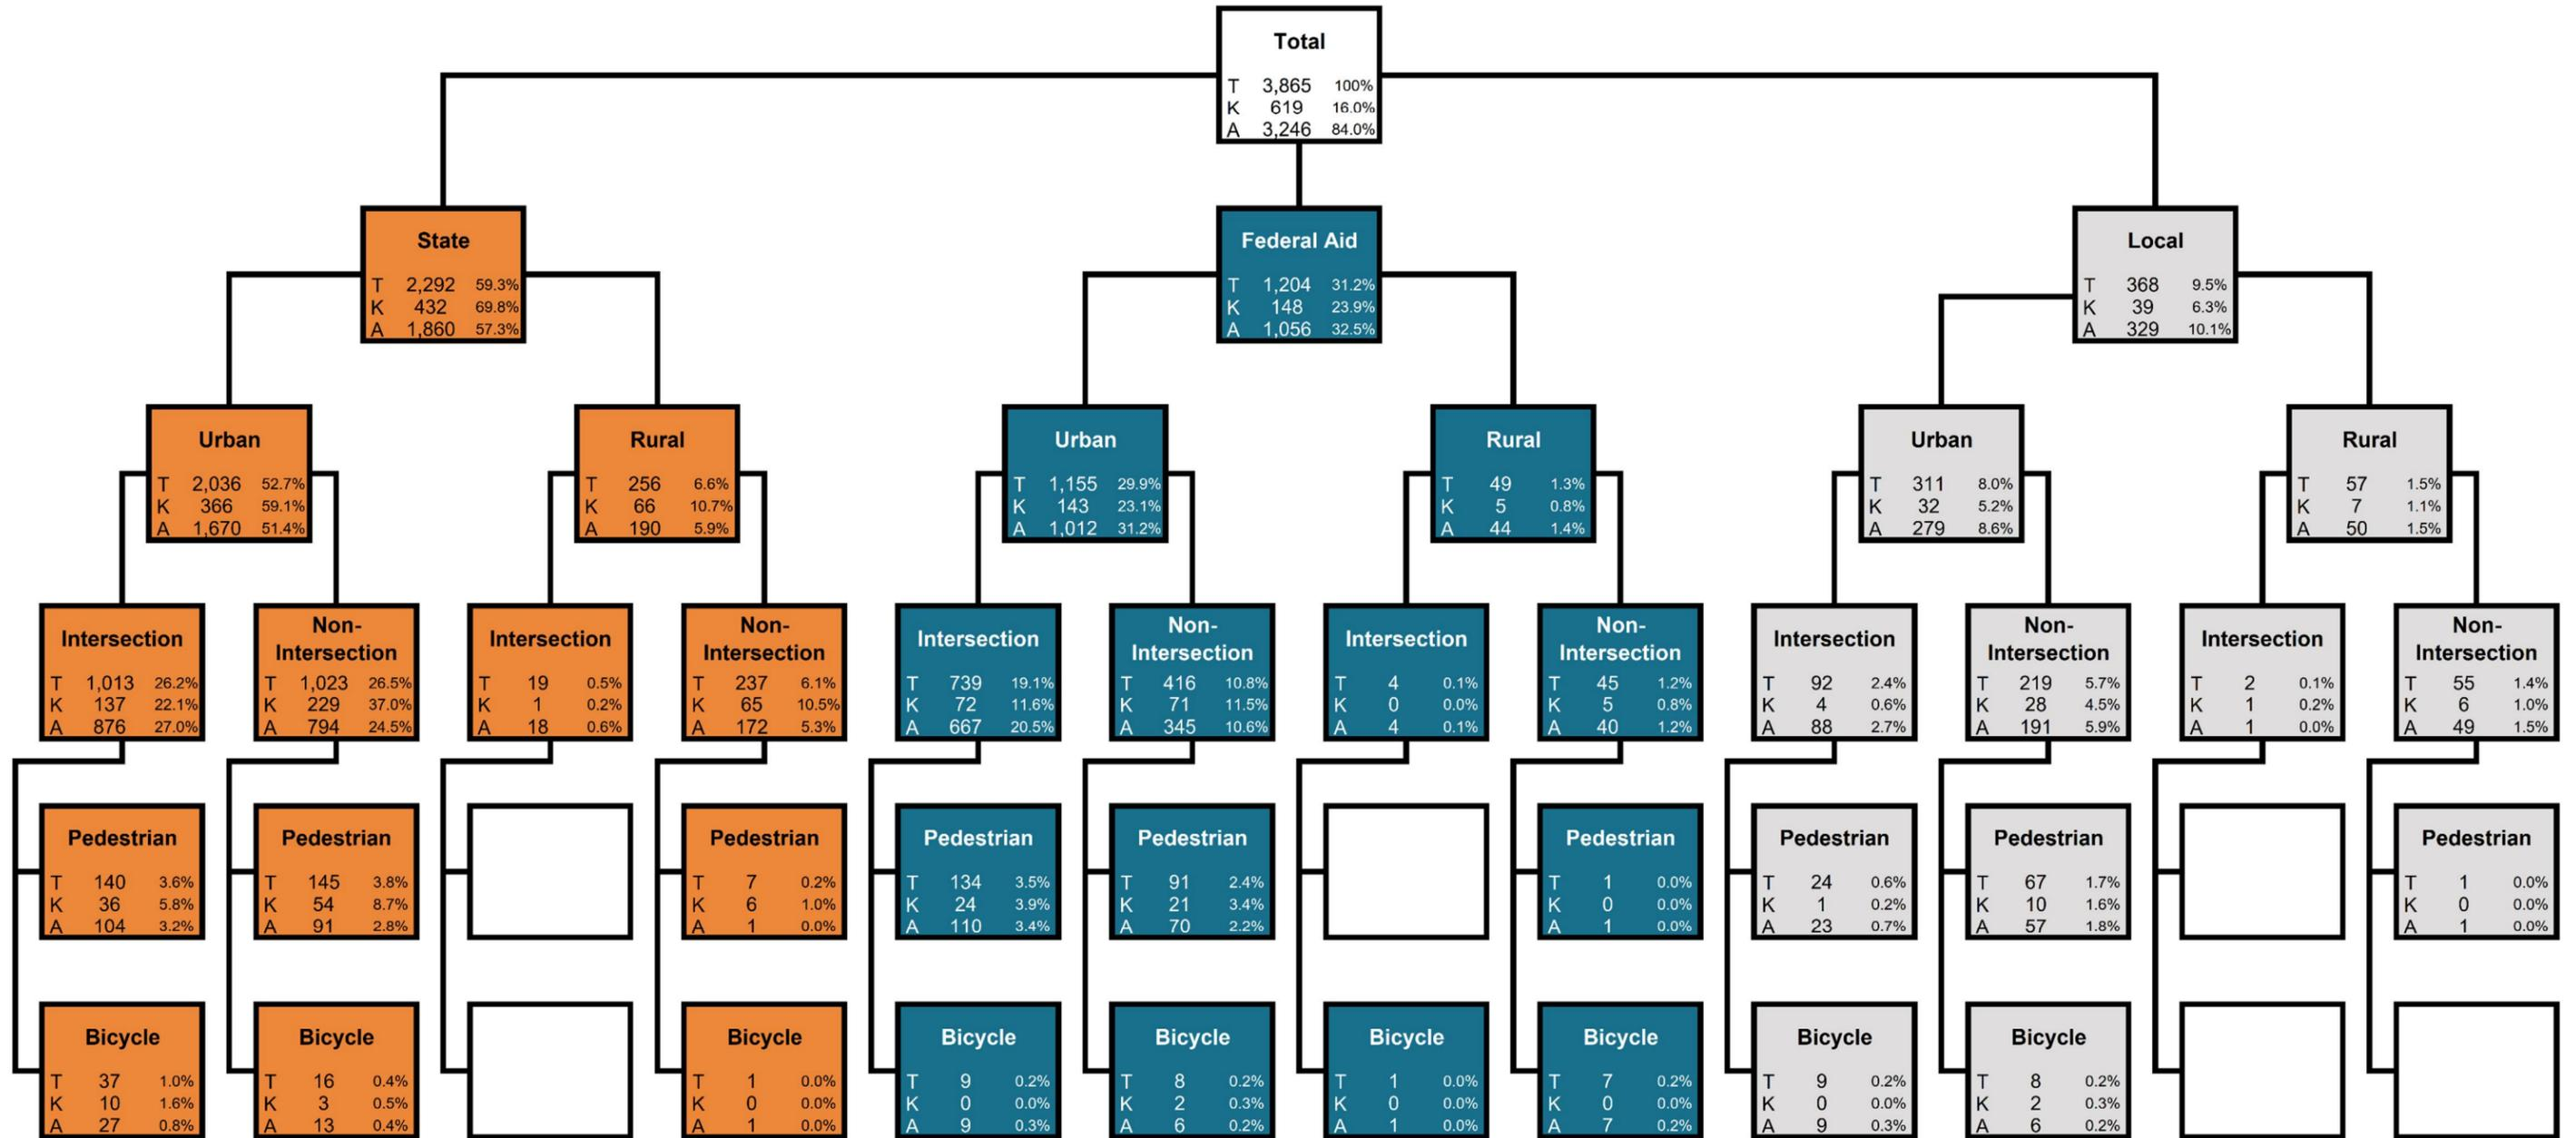 Total
T 3,865 100%
K 619 16.0%
A 3,246 84.0%
State
T 2,292 59.3%
K 432 69.8%
A 1,860 57.3%
Federal Aid
T 1,204 31.2%
K 148 23.9%
A 1,056 32.5%
Local
T 368 9.5%
K 39 6.3%
A 329 10.1%
Urban
T 2,036 52.7%
K 366 59.1%
A 1,670 51.4%
Rural
T 256 6.6%
K 66 10.7%
A 190 5.9%
Urban
T 1,155 29.9%
K 143 23.1%
A 1,012 31.2%
Rural
T 49 1.3%
K 5 0.8%
A 44 1.4%
Urban
T 311 8.0%
K 32 5.2%
A 279 8.6%
Rural
T 57 1.5%
K 7 1.1%
A 50 1.5%
Intersection
T 1,013 26.2%
K 137 22.1%
A 876 27.0%
Non-
Intersection
T 1,023 26.5%
K 229 37.0%
A 794 24.5%
Intersection
T 19 0.5%
K 1 0.2%
A 18 0.6%
Non-
Intersection
T 237 6.1%
K 65 10.5%
A 172 5.3%
Intersection
T 739 19.1%
K 72 11.6%
A 667 20.5%
Non-
Intersection
T 416 10.8%
K 71 11.5%
A 345 10.6%
Intersection
T 4 0.1%
K 0 0.0%
A 4 0.1%
Non-
Intersection
T 45 1.2%
K 5 0.8%
A 40 1.2%
Intersection
T 92 2.4%
K 4 0.6%
A 88 2.7%
Non-
Intersection
T 219 5.7%
K 28 4.5%
A 191 5.9%
Intersection
T 2 0.1%
K 1 0.2%
A 1 0.0%
Non-
Intersection
T 55 1.4%
K 6 1.0%
A 49 1.5%
Pedestrian
T 140 3.6%
K 36 5.8%
A 104 3.2%
Pedestrian
T 145 3.8%
K 54 8.7%
A 91 2.8%
Pedestrian
T 7 0.2%
K 6 1.0%
A 1 0.0%
Pedestrian
T 134 3.5%
K 24 3.9%
A 110 3.4%
Pedestrian
T 91 2.4%
K 21 3.4%
A 70 2.2%
Pedestrian
T 1 0.0%
K 0 0.0%
A 1 0.0%
Pedestrian
T 24 0.6%
K 1 0.2%
A 23 0.7%
Pedestrian
T 67 1.7%
K 10 1.6%
A 57 1.8%
Pedestrian
T 1 0.0%
K 0 0.0%
A 1 0.0%
Bicycle
T 37 1.0%
K 10 1.6%
A 27 0.8%
Bicycle
T 16 0.4%
K 3 0.5%
A 13 0.4%
Bicycle
T 1 0.0%
K 0 0.0%
A 1 0.0%
Bicycle
T 9 0.2%
K 0 0.0%
A 9 0.3%
Bicycle
T 8 0.2%
K 2 0.3%
A 6 0.2%
Bicycle
T 1 0.0%
K 0 0.0%
A 1 0.0%
Bicycle
T 7 0.2%
K 0 0.0%
A 7 0.2%
Bicycle
T 9 0.2%
K 0 0.0%
A 9 0.3%
Bicycle
T 8 0.2%
K 2 0.3%
A 6 0.2%